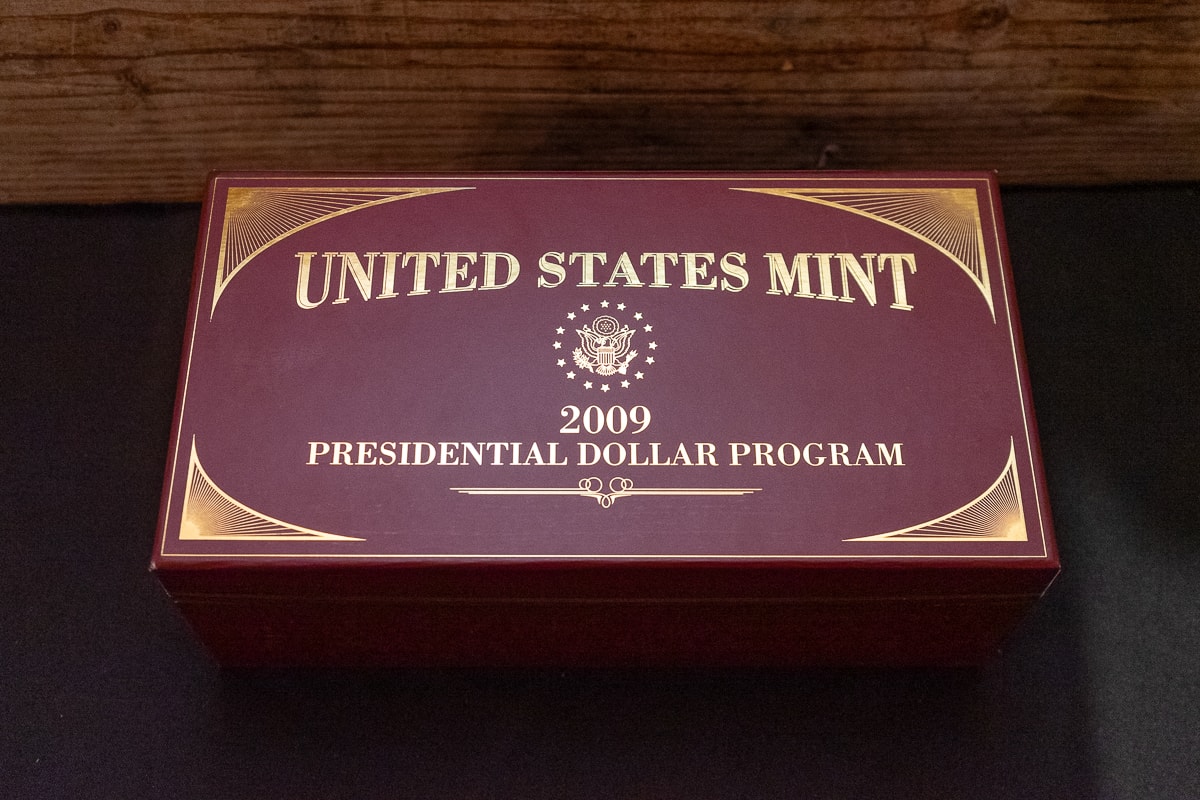 UNITED STATES MINT
2009
PRESIDENTIAL DOLLAR PROGRAM